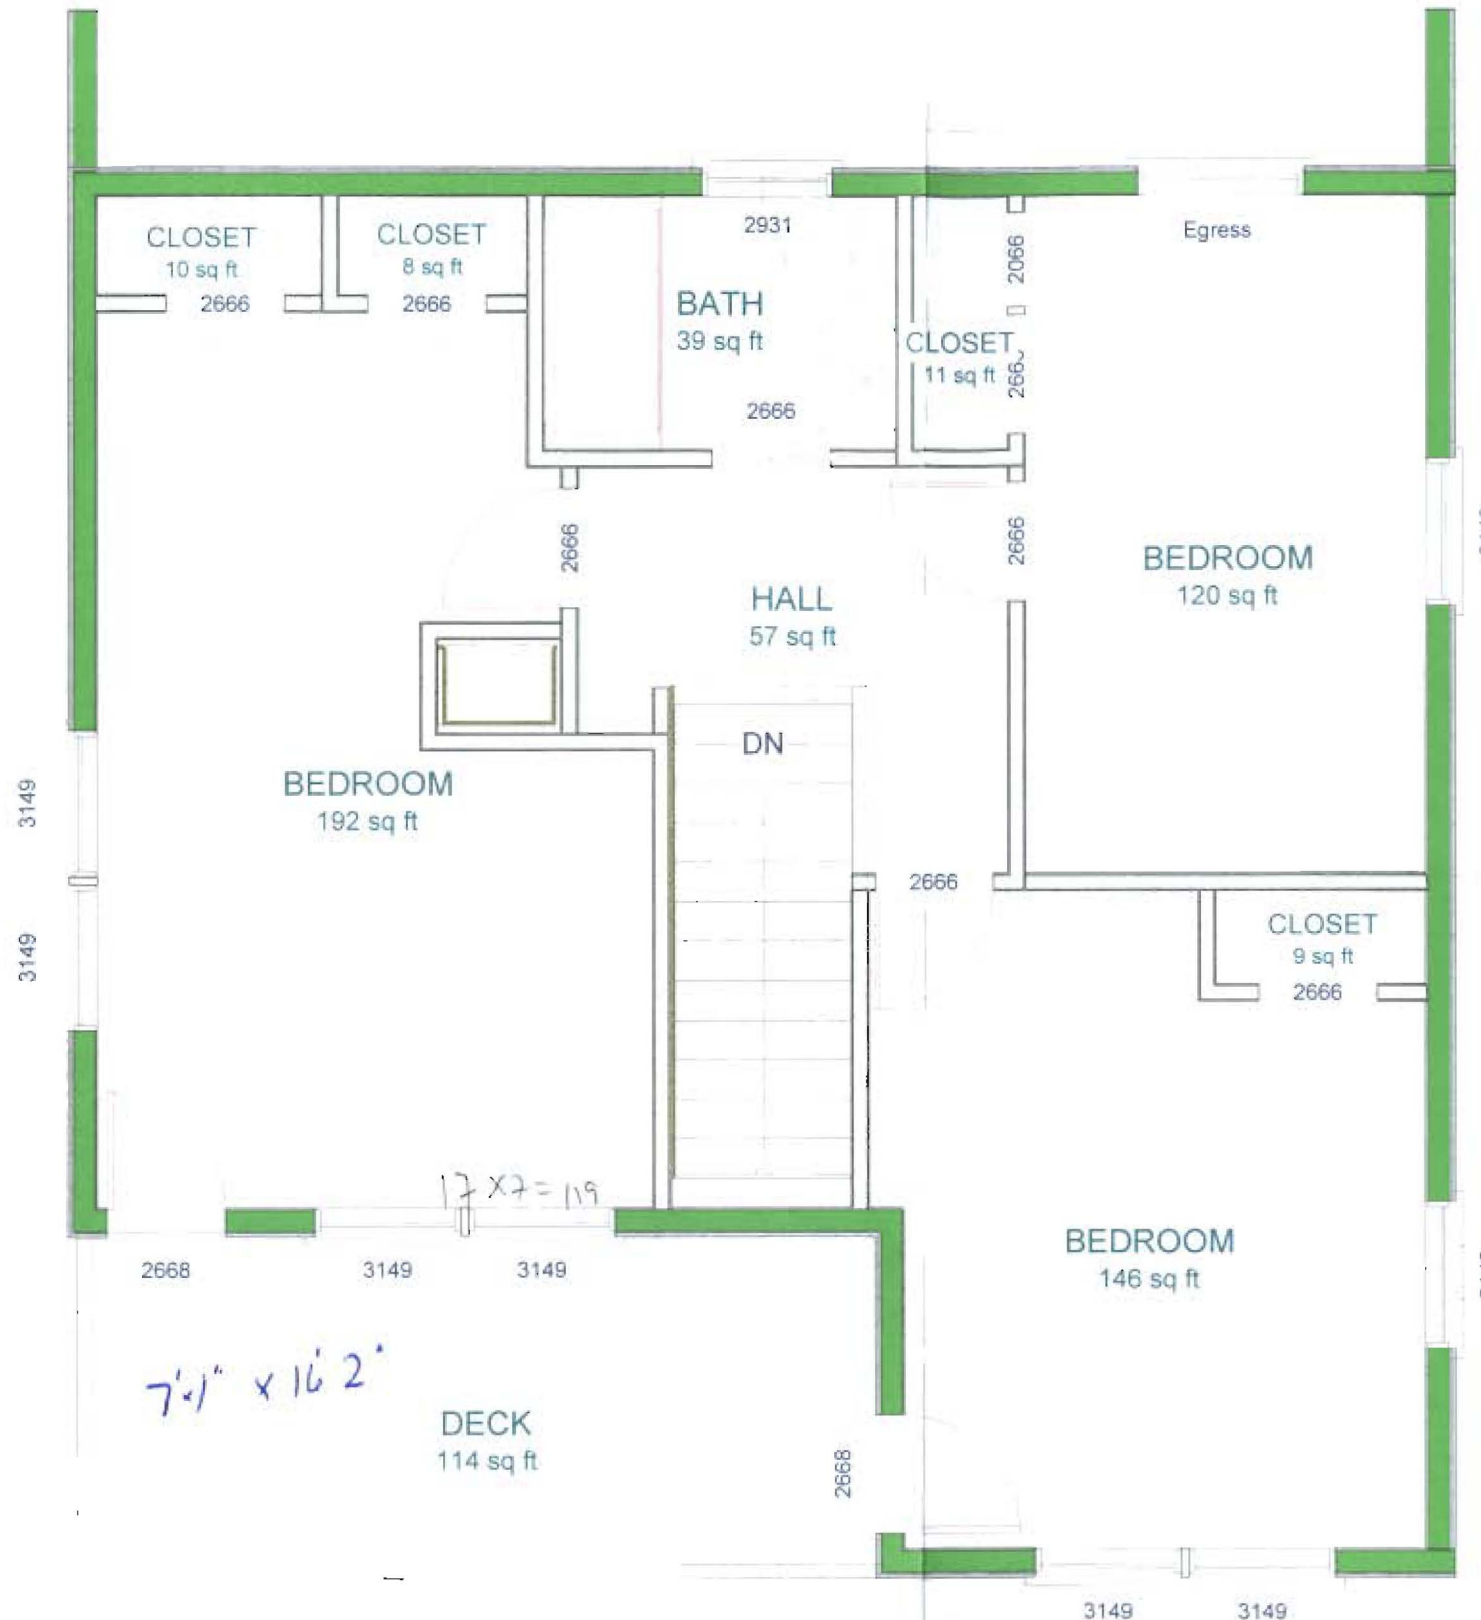 CLOSET
10 sq ft
2666
CLOSET
8 sq ft
2666
2931
BATH
39 sq ft
2666
CLOSET
11 sq ft
2066
Egress
2666
2666
HALL
57 sq ft
BEDROOM
120 sq ft
DN
BEDROOM
192 sq ft
3149
3149
2666
CLOSET
9 sq ft
2666
17 x 7 = 119
2668
3149
3149
BEDROOM
146 sq ft
x 16' 2"
DECK
114 sq ft
2668
3149
3149